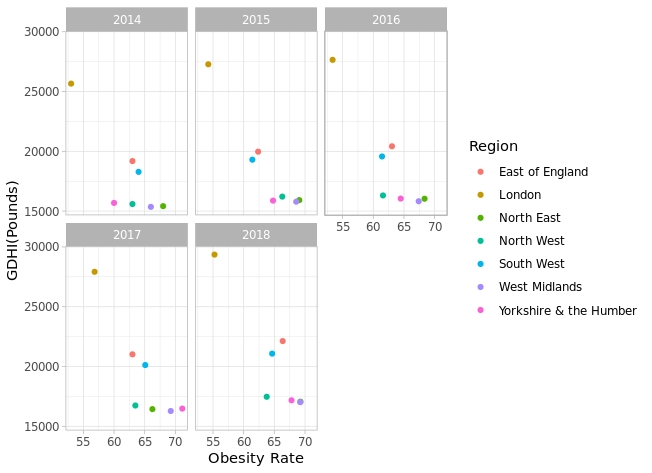 2014 2015 2016
30000
25000
20000
15000
55 60 65 70
2017 2018
30000
25000
20000
15000
55 60 65 70 55 60 65 70
GDHI(Pounds)
Obesity Rate
Region
East of England
London
North East
North West
South West
West Midlands
Yorkshire & the Humber